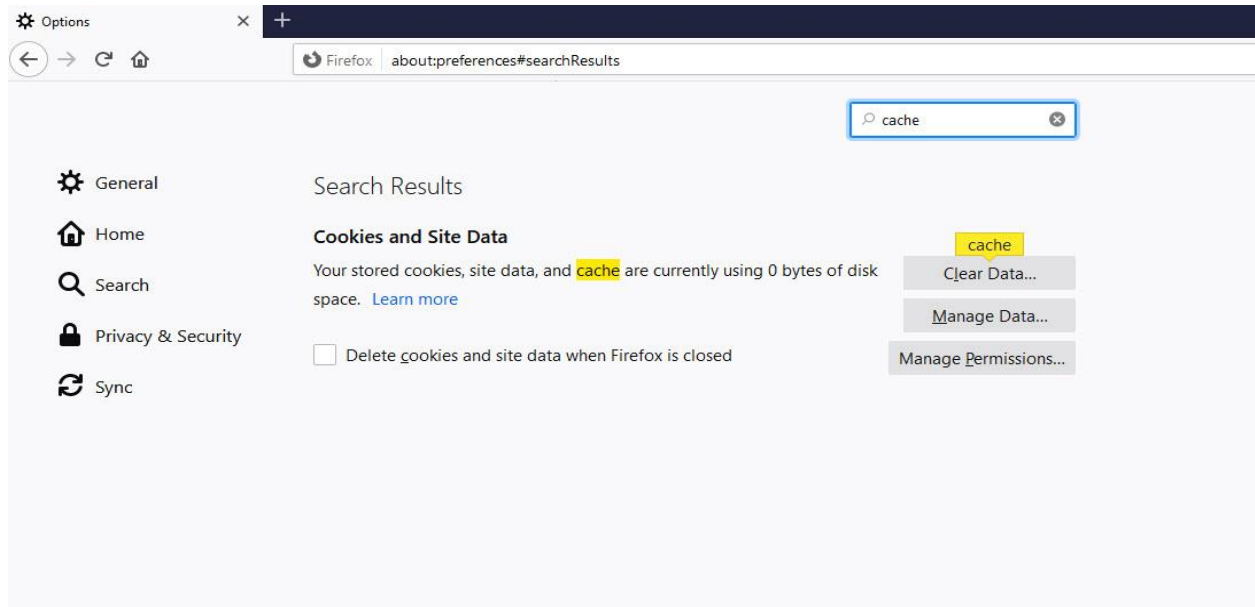 Options
Firefox about:preferences#searchResults
cache
General
Home
Search
Privacy & Security
Sync
Search Results
Cookies and Site Data
Your stored cookies, site data, and cache are currently using 0 bytes of disk
space. Learn more
Delete cookies and site data when Firefox is closed
cache
Clear Data...
Manage Data...
Manage Permissions...